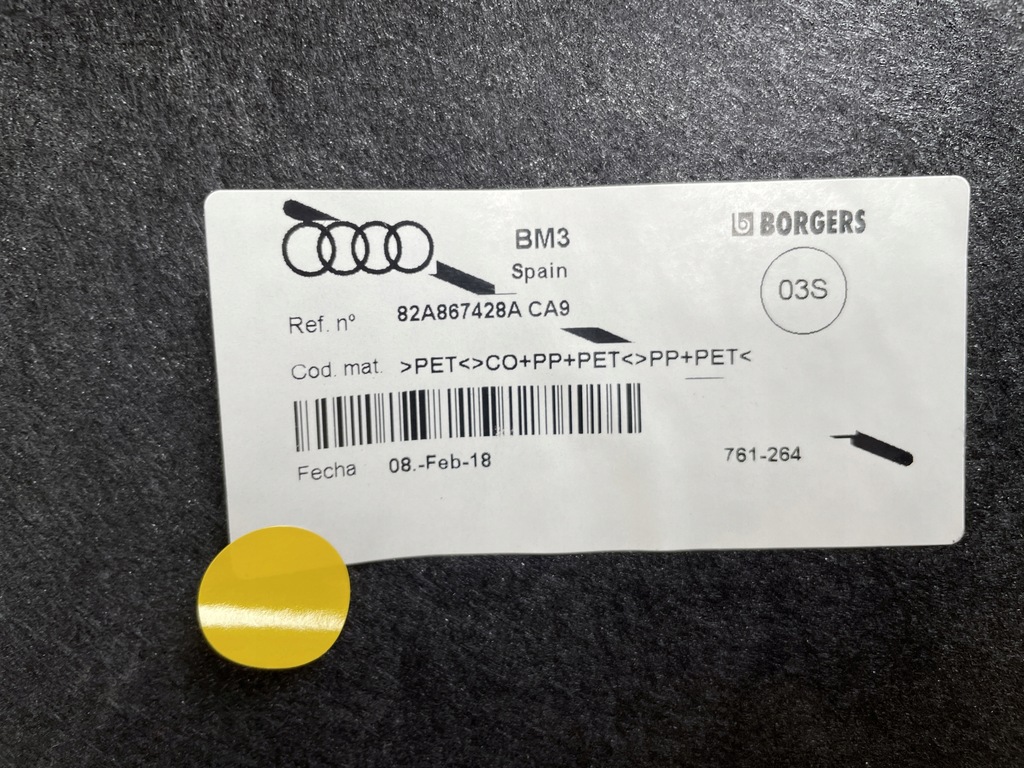 BM3
Spain
BORGERS
03S
Ref. nº 82A867428A CA9
Cod. mat. >PET<>CO+PP+PET<>PP+PET<
Fecha 08.-Feb-18
761-264